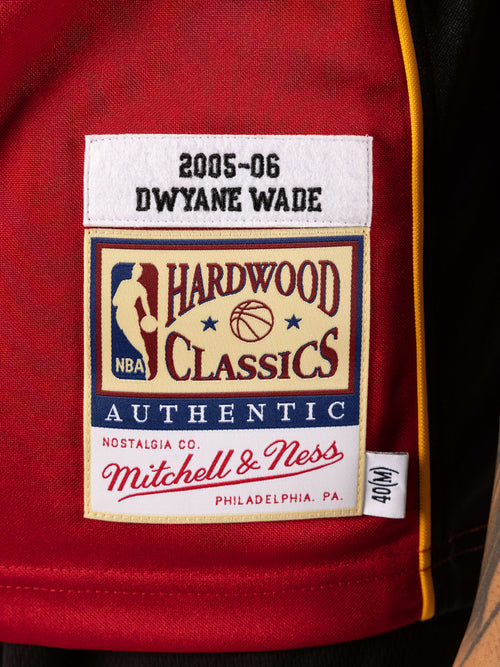 2005-06
DWYANE WADE
HARDWOOD
CLASSICS
NBA
AUTHENTIC
NOSTALGIA CO.
Mitchell & Ness
PHILADELPHIA. PA.
40(M)